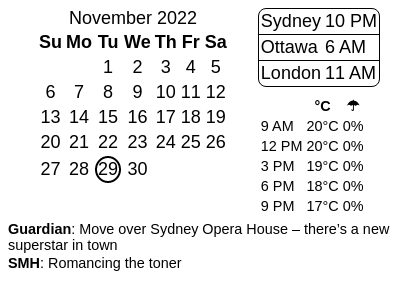 November 2022
Su Mo Tu We Th Fr Sa
1 2 3 4 5
6 7 8 9 10 11 12
13 14 15 16 17 18 19
20 21 22 23 24 25 26
27 28 29 30
Sydney 10 PM
Ottawa 6 AM
London 11 AM
°C ☂
9 AM 20°C 0%
12 PM 20°C 0%
3 PM 19°C 0%
6 PM 18°C 0%
9 PM 17°C 0%
Guardian: Move over Sydney Opera House – there’s a new
superstar in town
SMH: Romancing the toner